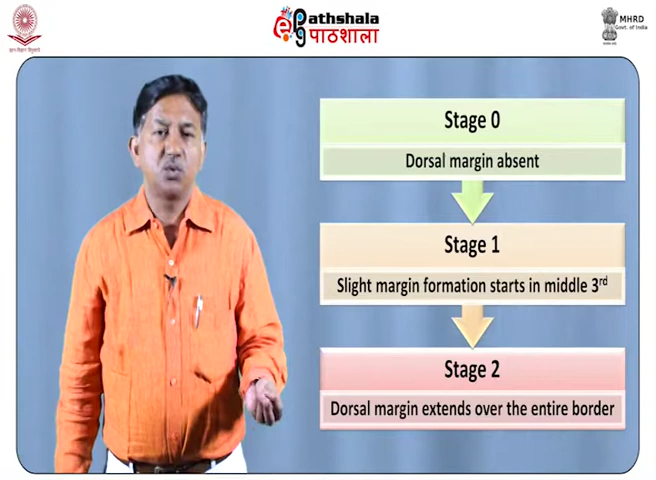 Pathshala
पाठशाला
MHRD
Govt. of India
ज्ञान-विज्ञान विमुक्तये
Stage 0
Dorsal margin absent
Stage 1
Slight margin formation starts in middle 3rd
Stage 2
Dorsal margin extends over the entire border